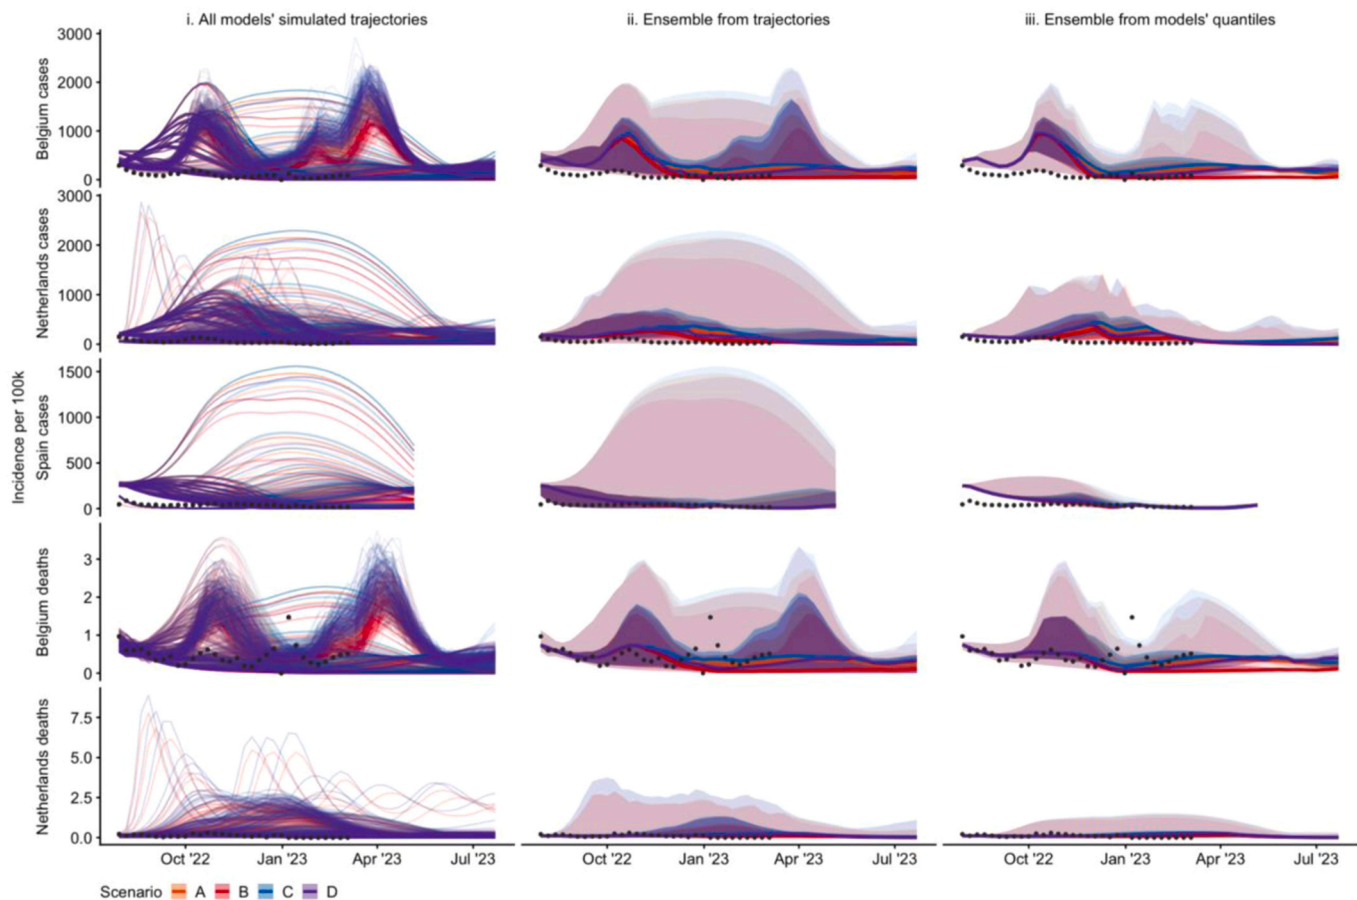 i. All models' simulated trajectories
ii. Ensemble from trajectories
iii. Ensemble from models' quantiles
Incidence per 100k
Belgium cases
3000
2000
1000
0
Netherlands cases
3000
2000
1000
0
Spain cases
1500
1000
500
0
Belgium deaths
3
2
1
0
Netherlands deaths
7.5
5.0
2.5
0.0
Oct '22 Jan '23 Apr '23 Jul '23
Oct '22 Jan '23 Apr '23 Jul '23
Oct '22 Jan '23 Apr '23 Jul '23
Scenario A B C D